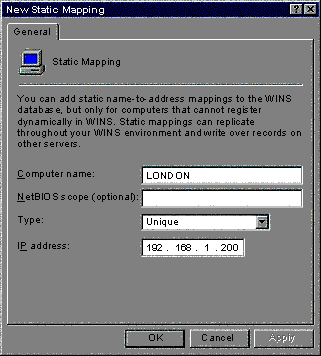 New Static Mapping
General
Static Mapping
You can add static name-to-address mappings to the WINS
database, but only for computers that cannot register
dynamically in WINS. Static mappings can replicate
throughout your WINS environment and write over records on
other servers.
Computer name:
LONDON
NetBIOS scope (optional):
Type:
Unique
IP address:
192 . 168 . 1 . 200
OK
Cancel
Apply